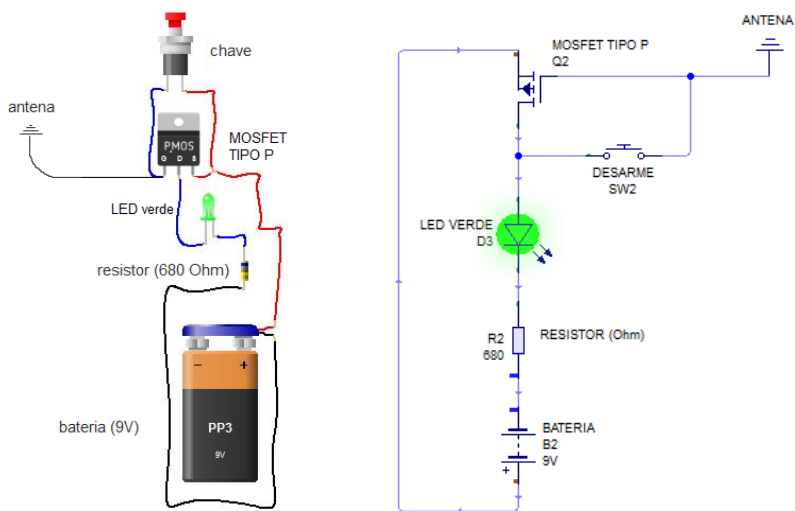 chave
antena
PMOS
G D S
MOSFET
TIPO P
LED verde
resistor (680 Ohm)
− +
bateria (9V)
PP3
9V
ANTENA
MOSFET TIPO P
Q2
DESARME
SW2
LED VERDE
D3
R2
680
RESISTOR (Ohm)
BATERIA
B2
9V
+